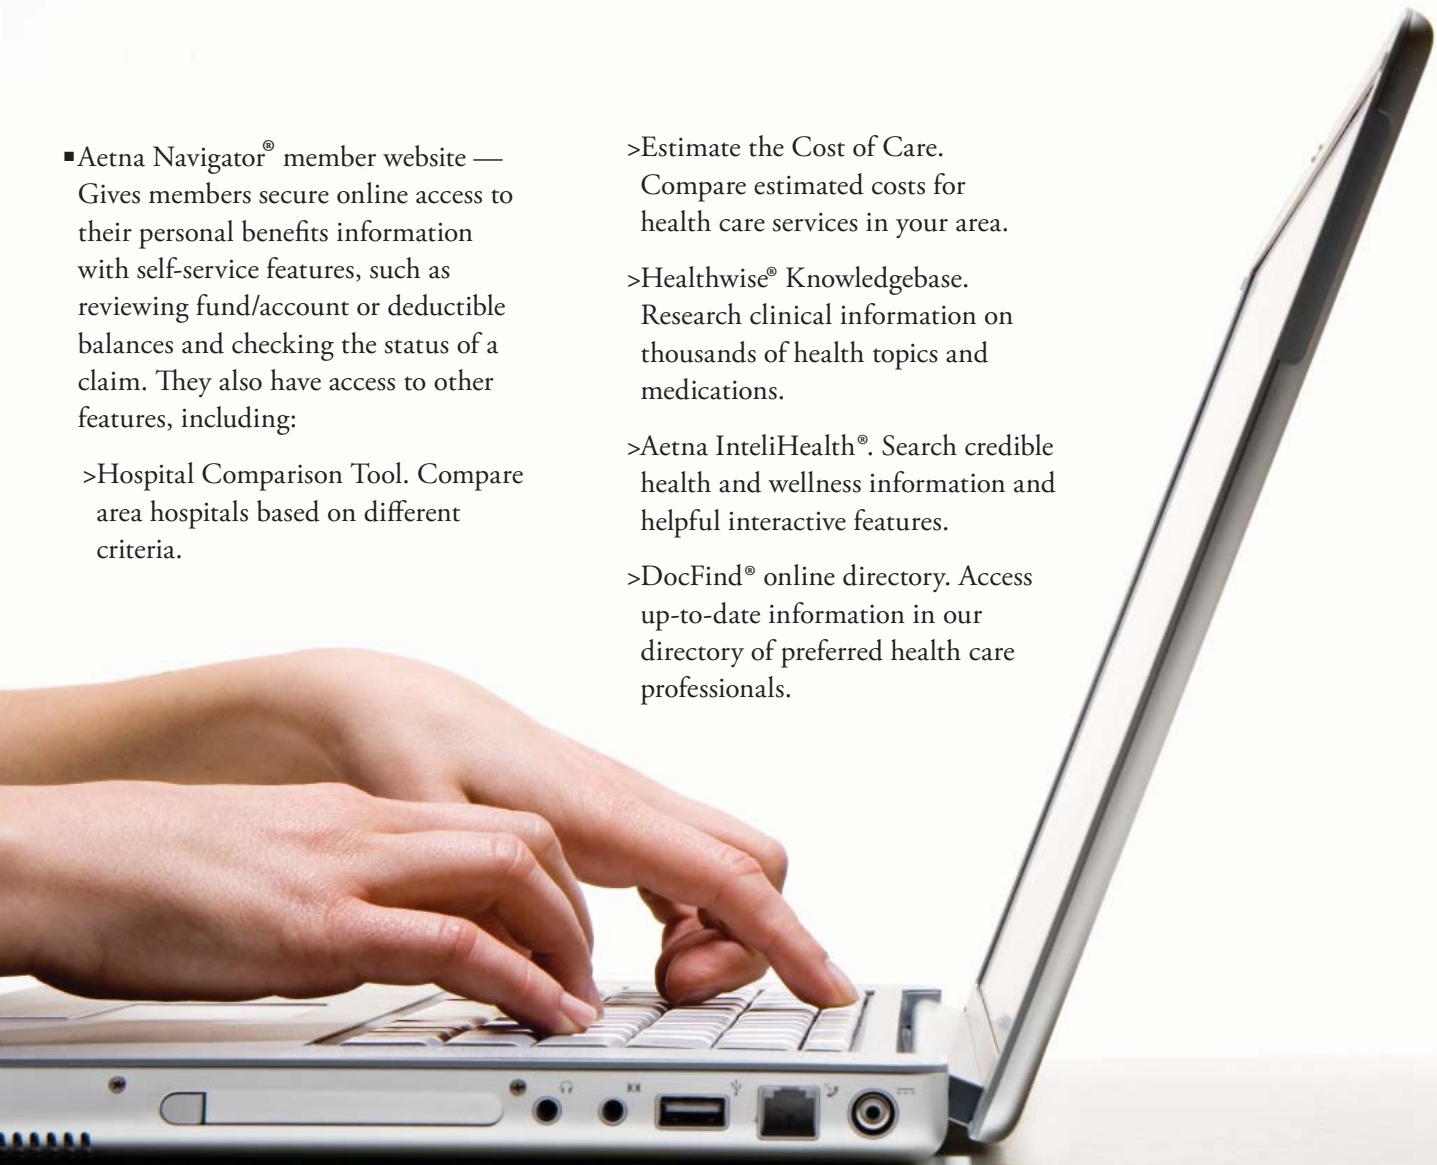 ▪Aetna Navigator® member website —
Gives members secure online access to
their personal benefits information
with self-service features, such as
reviewing fund/account or deductible
balances and checking the status of a
claim. They also have access to other
features, including:
>Hospital Comparison Tool. Compare
area hospitals based on different
criteria.
>Estimate the Cost of Care.
Compare estimated costs for
health care services in your area.
>Healthwise® Knowledgebase.
Research clinical information on
thousands of health topics and
medications.
>Aetna InteliHealth®. Search credible
health and wellness information and
helpful interactive features.
>DocFind® online directory. Access
up-to-date information in our
directory of preferred health care
professionals.